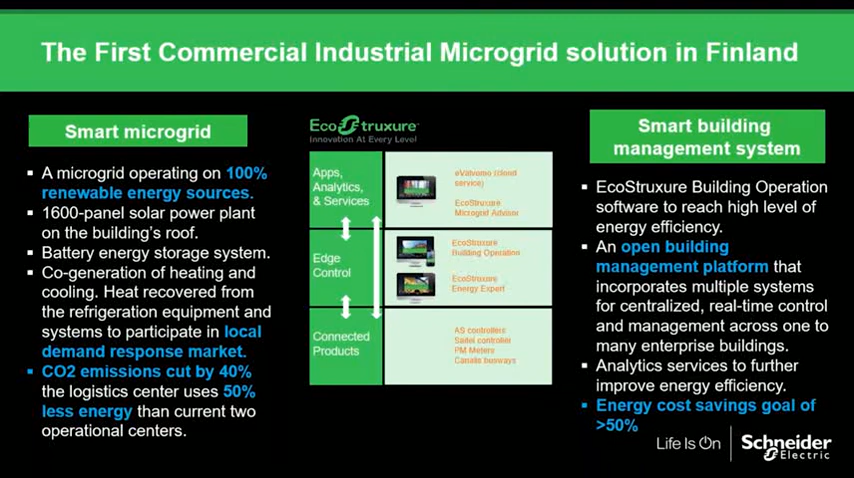 The First Commercial Industrial Microgrid solution in Finland
Smart microgrid
▪ A microgrid operating on 100%
renewable energy sources.
▪ 1600-panel solar power plant
on the building's roof.
▪ Battery energy storage system.
▪ Co-generation of heating and
cooling. Heat recovered from
the refrigeration equipment and
systems to participate in local
demand response market.
▪ CO2 emissions cut by 40%
the logistics center uses 50%
less energy than current two
operational centers.
EcoStruxure
Innovation At Every Level
Apps,
Analytics,
& Services
eValvomo (cloud
service)
EcoStruxure
Microgrid Advisor
Edge
Control
EcoStruxure
Building Operation
EcoStruxure
Energy Expert
Connected
Products
AS controllers
controller
PM Meters
Canalis busways
Smart building
management system
▪ EcoStruxure Building Operation
software to reach high level of
energy efficiency.
▪ An open building
management platform that
incorporates multiple systems
for centralized, real-time control
and management across one to
many enterprise buildings.
▪ Analytics services to further
improve energy efficiency.
▪ Energy cost savings goal of
>50%
Life Is On
Schneider
Electric